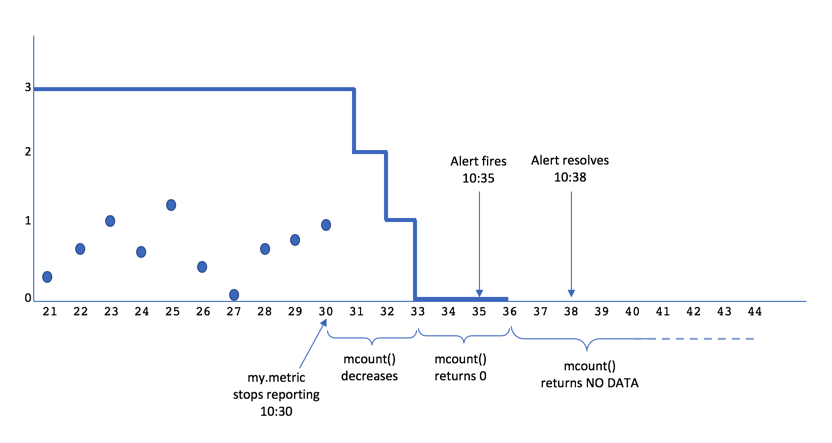 3
2
1
0
Alert fires
10:35
Alert resolves
10:38
21 22 23 24 25 26 27 28 29 30 31 32 33 34 35 36 37 38 39 40 41 42 43 44
my.metric
stops reporting
10:30
mcount()
decreases
mcount()
returns 0
mcount()
returns NO DATA